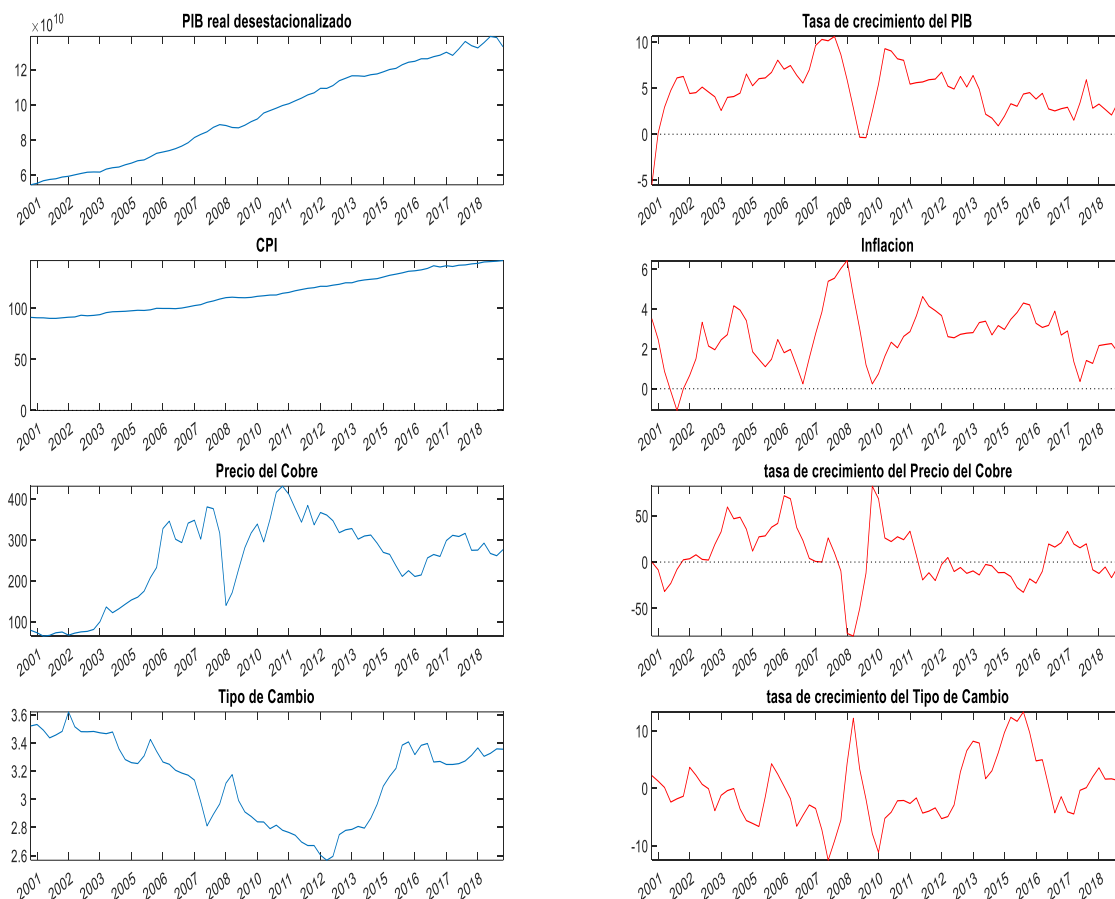 PIB real desestacionalizado
×10^10
12
10
8
6
2001 2002 2003 2005 2006 2007 2008 2010 2011 2012 2013 2015 2016 2017 2018
Tasa de crecimiento del PIB
10
5
0
-5
2001 2002 2003 2005 2006 2007 2008 2010 2011 2012 2013 2015 2016 2017 2018
CPI
100
50
0
2001 2002 2003 2005 2006 2007 2008 2010 2011 2012 2013 2015 2016 2017 2018
Inflacion
6
4
2
0
2001 2002 2003 2005 2006 2007 2008 2010 2011 2012 2013 2015 2016 2017 2018
Precio del Cobre
400
300
200
100
2001 2002 2003 2005 2006 2007 2008 2010 2011 2012 2013 2015 2016 2017 2018
tasa de crecimiento del Precio del Cobre
50
0
-50
2001 2002 2003 2005 2006 2007 2008 2010 2011 2012 2013 2015 2016 2017 2018
Tipo de Cambio
3.6
3.4
3.2
3
2.8
2.6
2001 2002 2003 2005 2006 2007 2008 2010 2011 2012 2013 2015 2016 2017 2018
tasa de crecimiento del Tipo de Cambio
10
0
-10
2001 2002 2003 2005 2006 2007 2008 2010 2011 2012 2013 2015 2016 2017 2018